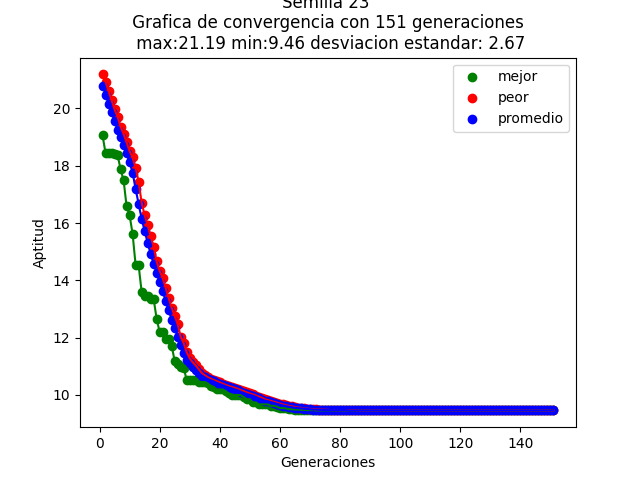 Semilla 23
Grafica de convergencia con 151 generaciones
max:21.19 min:9.46 desviacion estandar: 2.67
mejor
peor
promedio
Aptitud
20
18
16
14
12
10
0 20 40 60 80 100 120 140
Generaciones